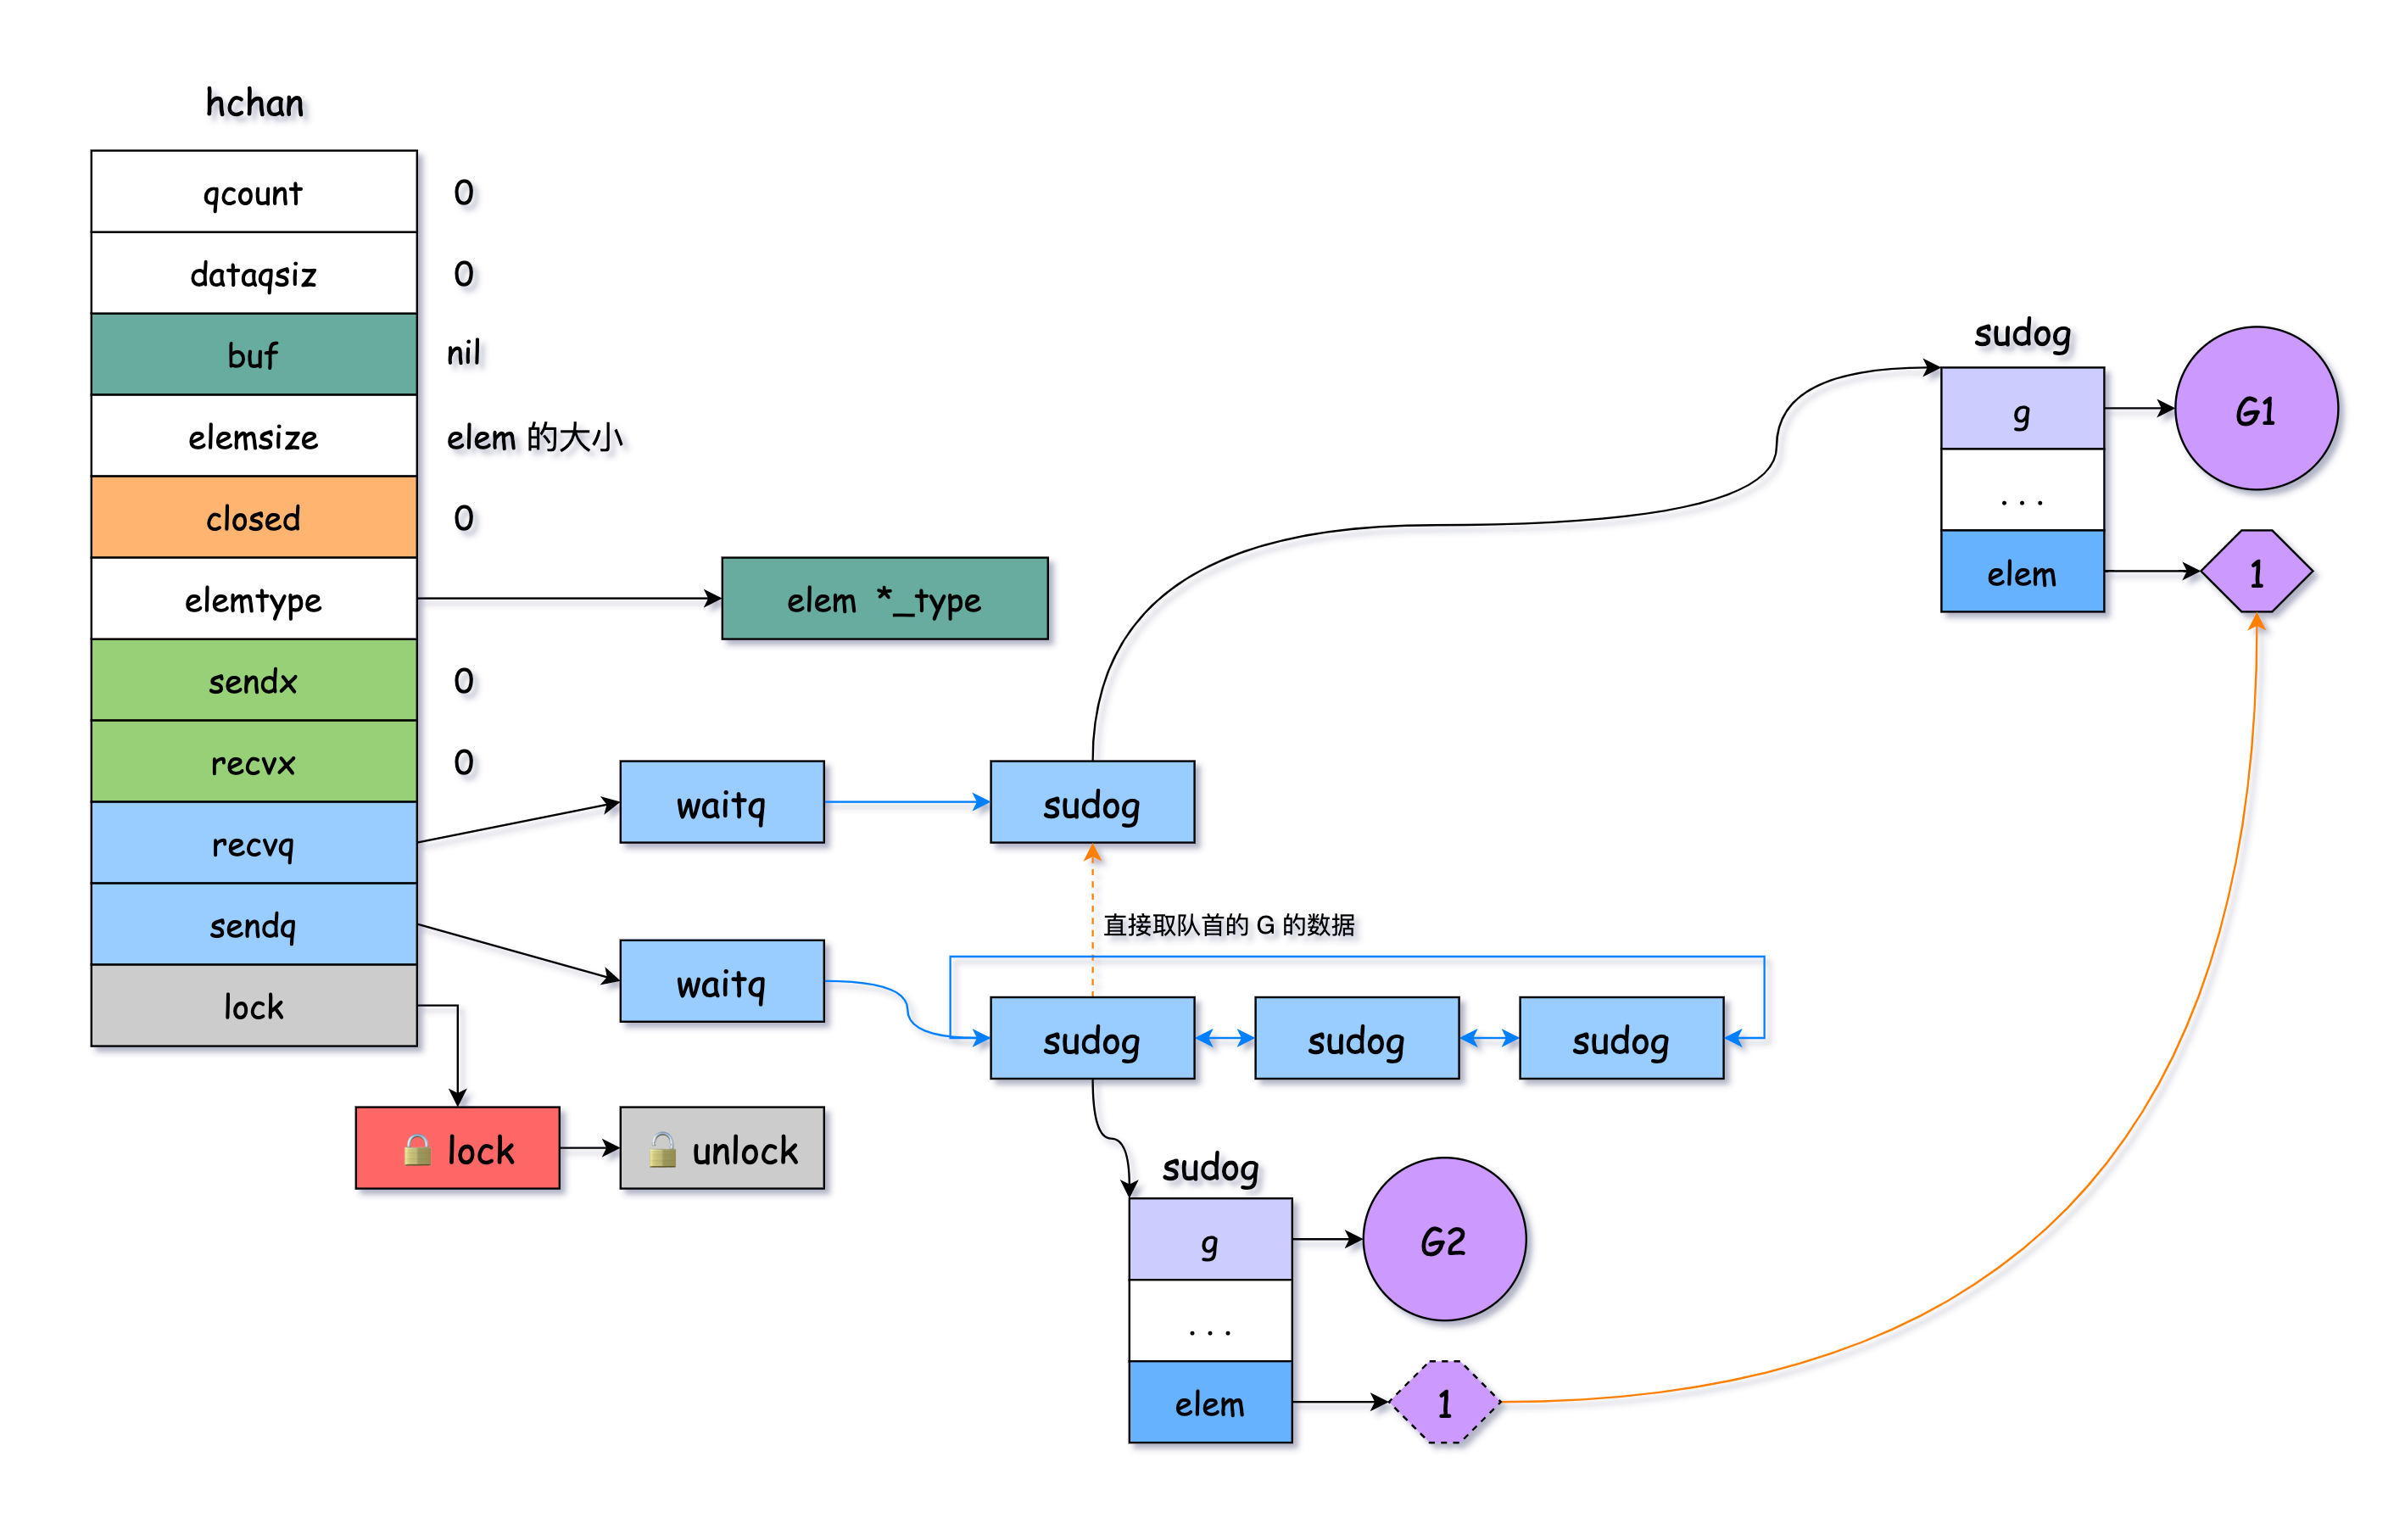 hchan
qcount 0
dataqsiz 0
buf nil
elemsize elem 的大小
closed 0
elemtype elem *_type
sendx 0
recvx 0
recvq waitq sudog
sendq waitq
lock
直接取队首的 G 的数据
sudog sudog sudog
🔒 lock 🔓 unlock
sudog
g G1
...
elem 1
sudog
g G2
...
elem 1